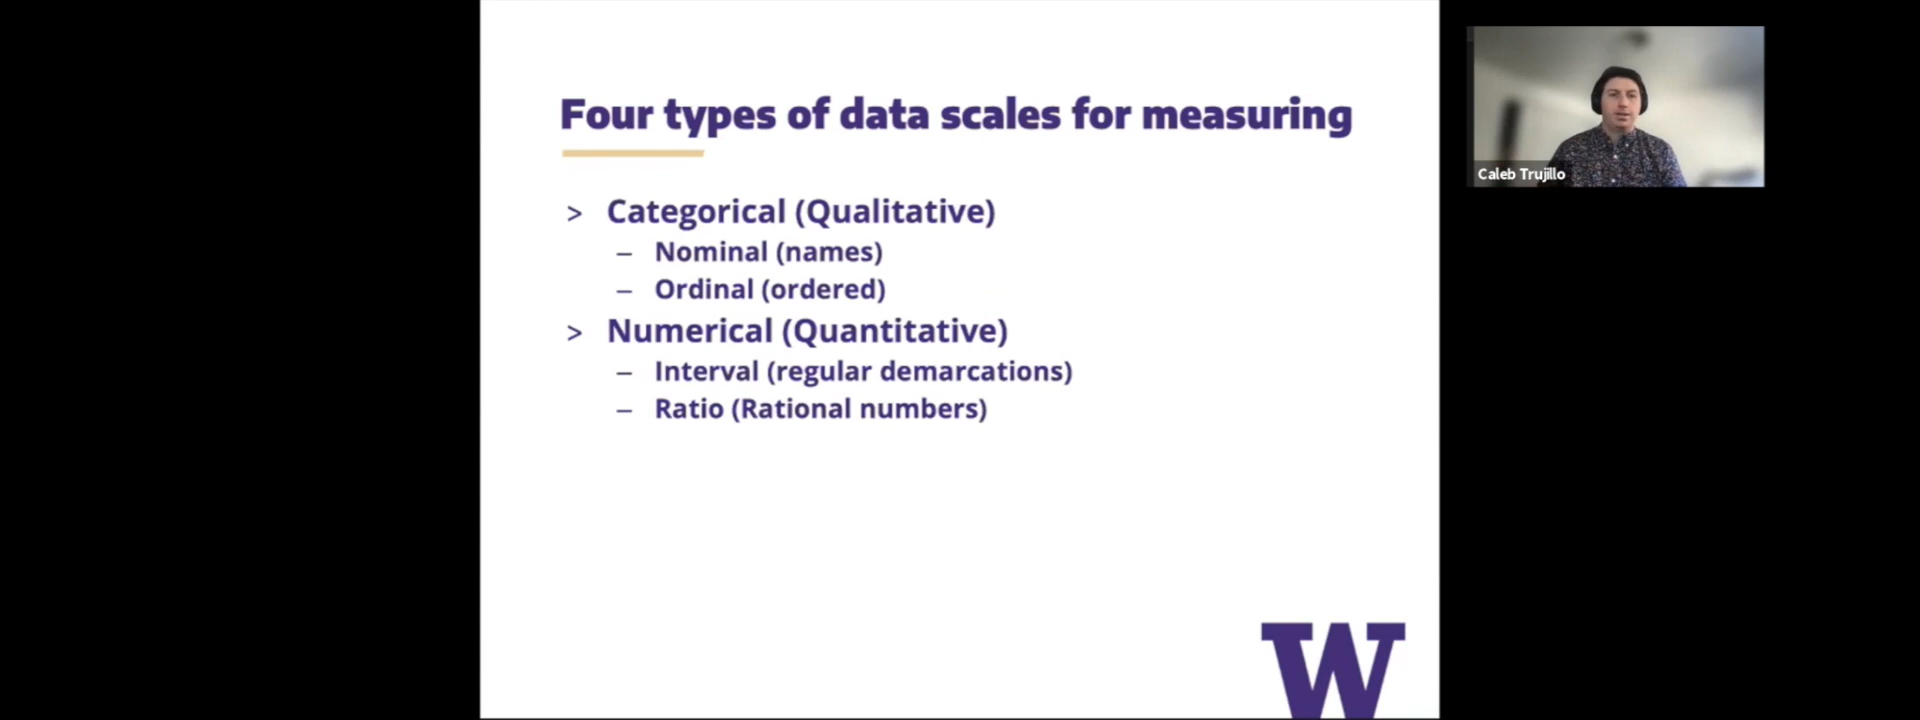 Four types of data scales for measuring
> Categorical (Qualitative)
– Nominal (names)
– Ordinal (ordered)
> Numerical (Quantitative)
– Interval (regular demarcations)
– Ratio (Rational numbers)
W
Caleb Trujillo